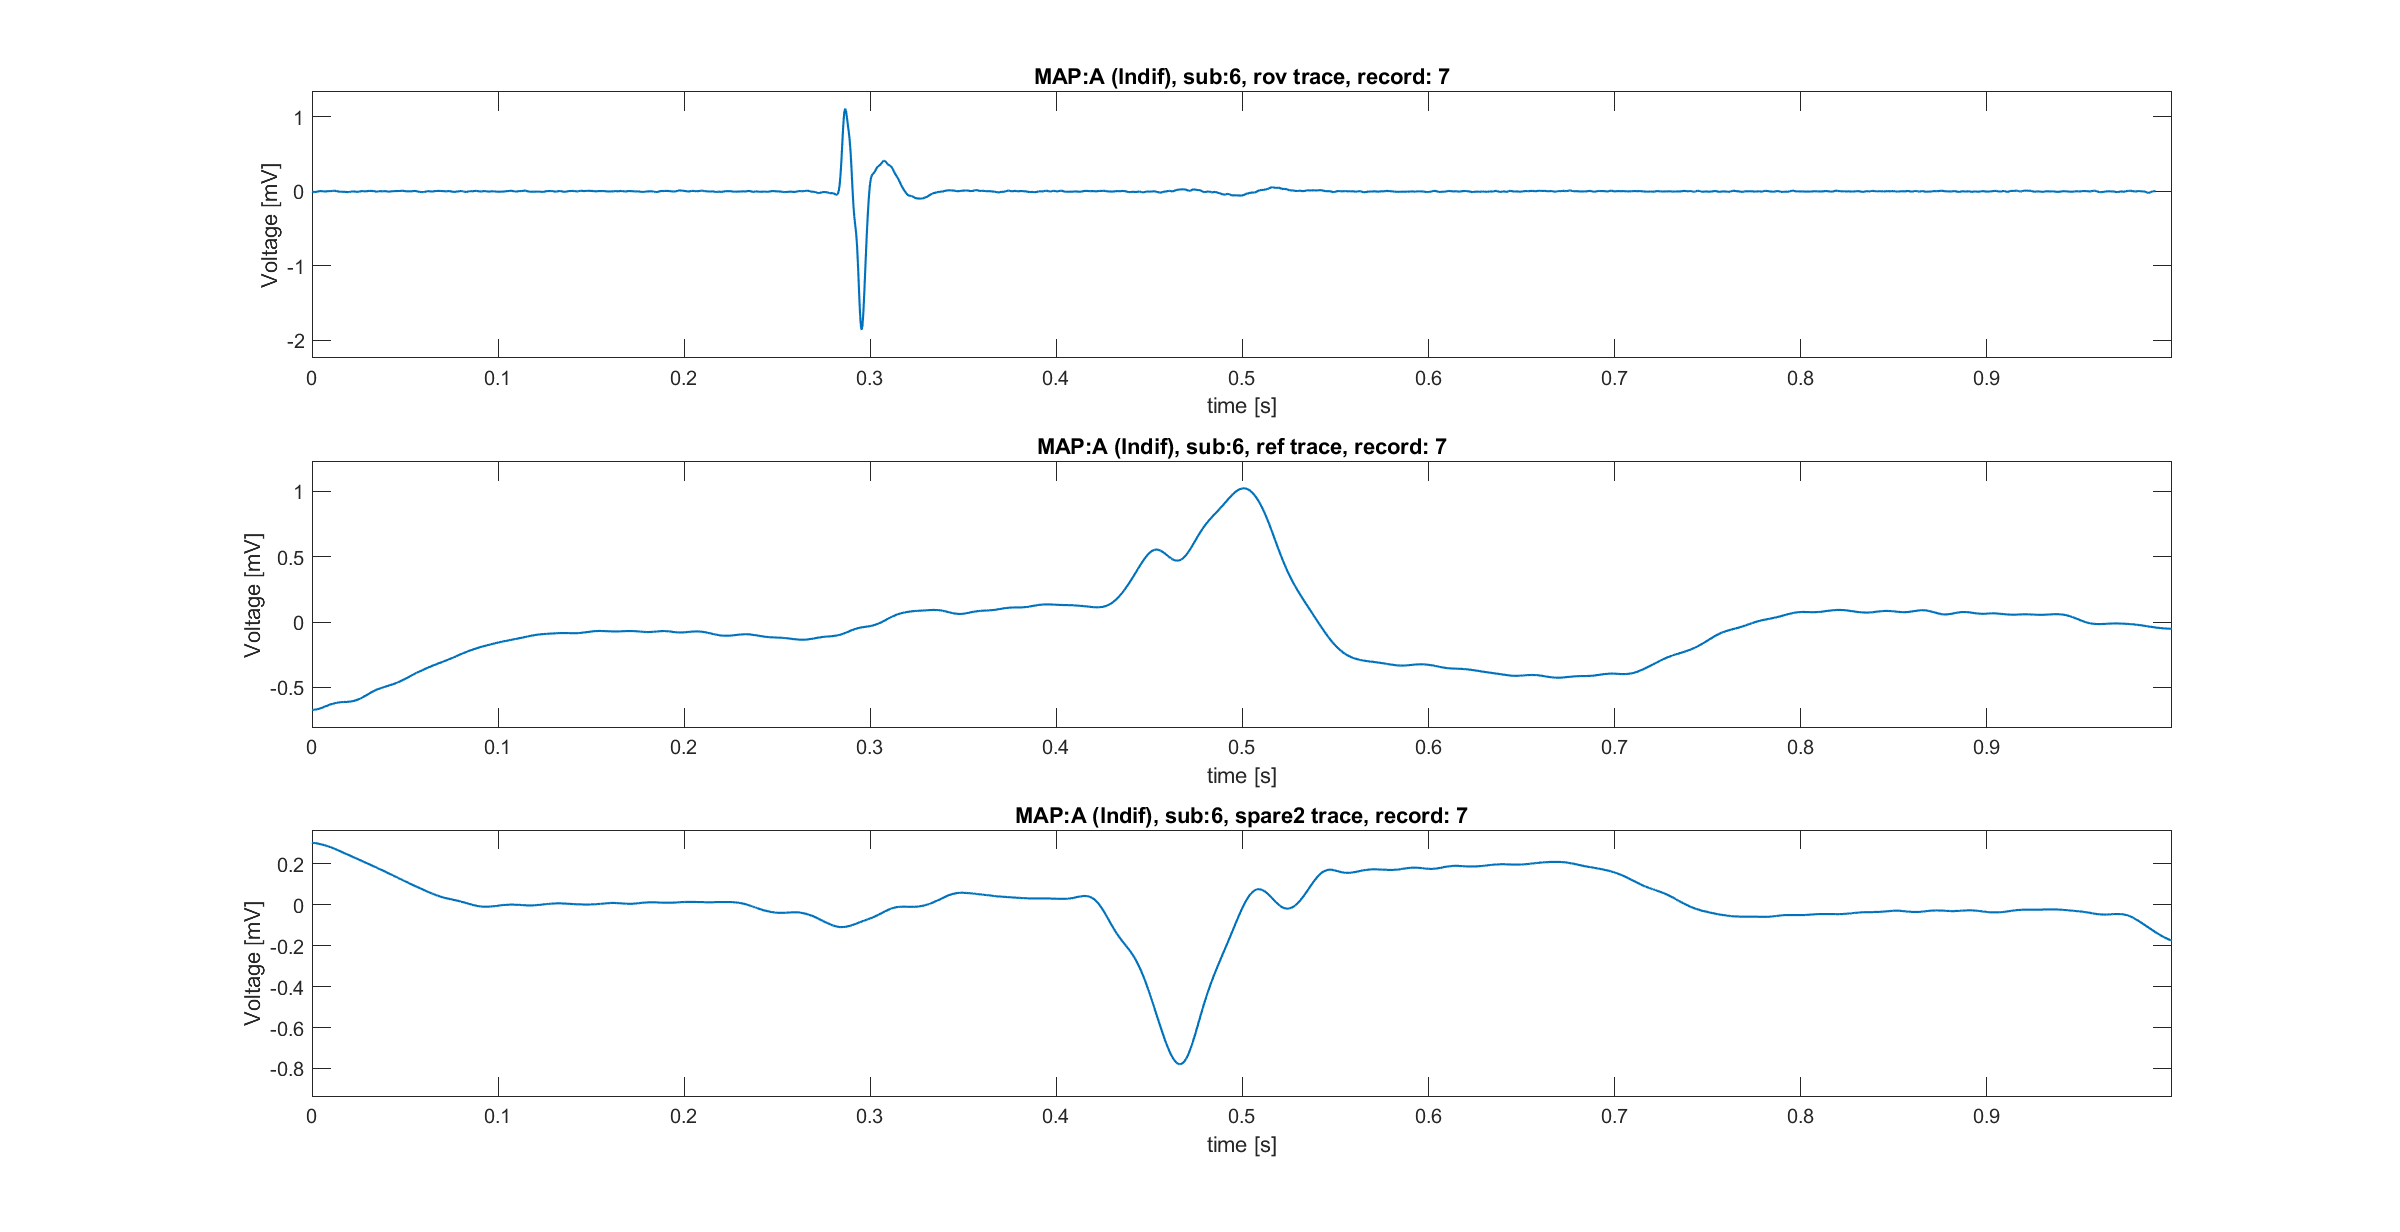 MAP:A (Indif), sub:6, rov trace, record: 7
Voltage [mV]
1
0
-1
-2
0 0.1 0.2 0.3 0.4 0.5 0.6 0.7 0.8 0.9
time [s]
MAP:A (Indif), sub:6, ref trace, record: 7
Voltage [mV]
1
0.5
0
-0.5
0 0.1 0.2 0.3 0.4 0.5 0.6 0.7 0.8 0.9
time [s]
MAP:A (Indif), sub:6, spare2 trace, record: 7
Voltage [mV]
0.2
0
-0.2
-0.4
-0.6
-0.8
0 0.1 0.2 0.3 0.4 0.5 0.6 0.7 0.8 0.9
time [s]